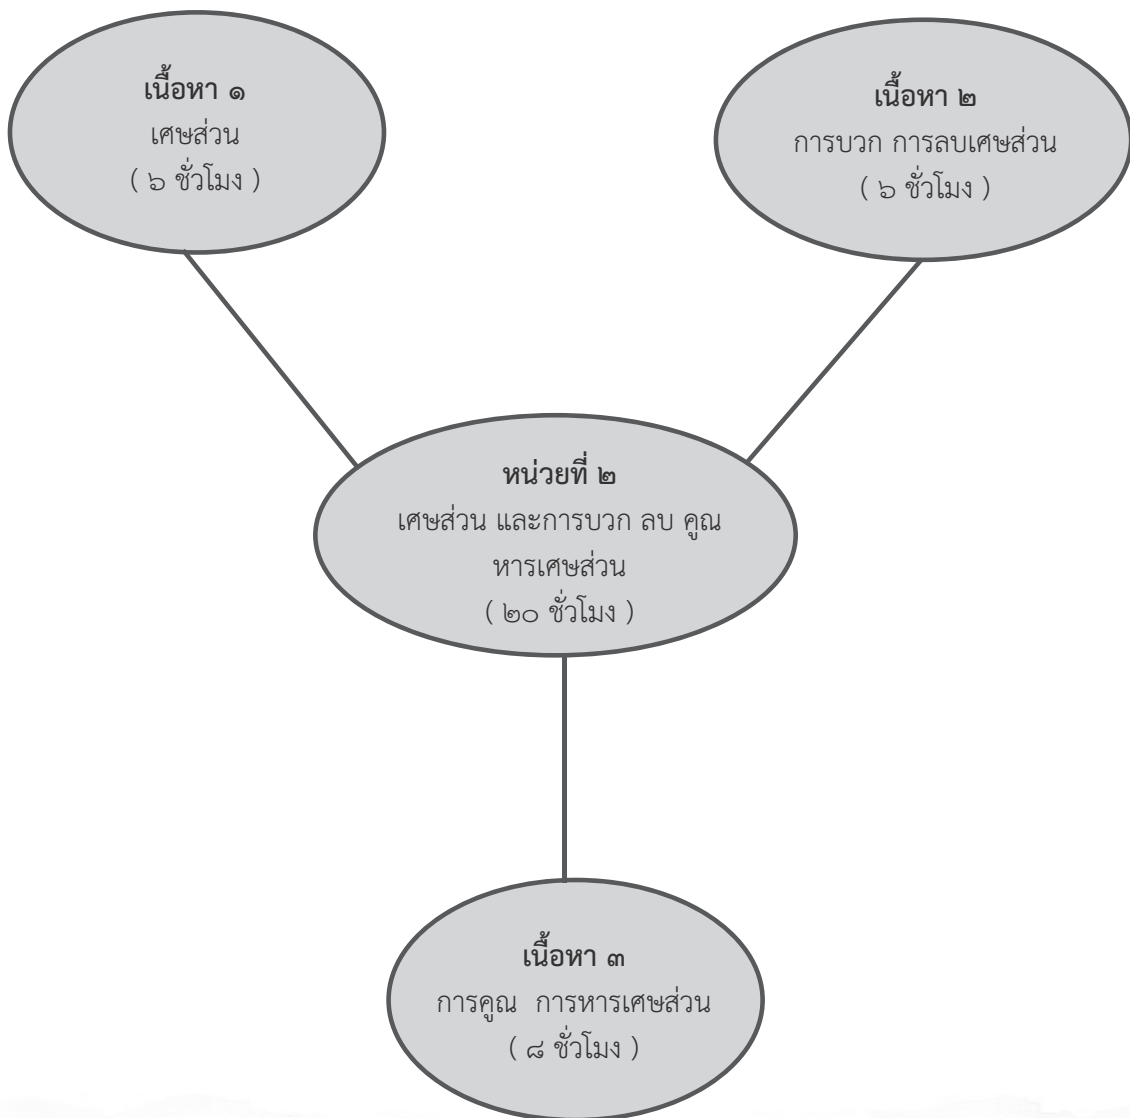 เนื้อหา ๑
เศษส่วน
( ๖ ชั่วโมง )
เนื้อหา ๒
การบวก การลบเศษส่วน
( ๖ ชั่วโมง )
หน่วยที่ ๒
เศษส่วน และการบวก ลบ คูณ
หารเศษส่วน
( ๒๐ ชั่วโมง )
เนื้อหา ๓
การคูณ การหารเศษส่วน
( ๘ ชั่วโมง )